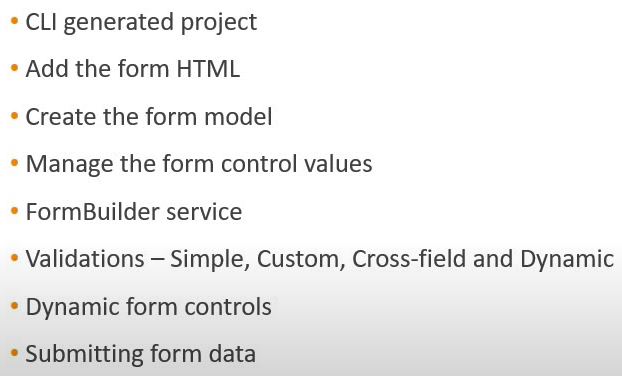 • CLI generated project
• Add the form HTML
• Create the form model
• Manage the form control values
• FormBuilder service
• Validations – Simple, Custom, Cross-field and Dynamic
• Dynamic form controls
• Submitting form data